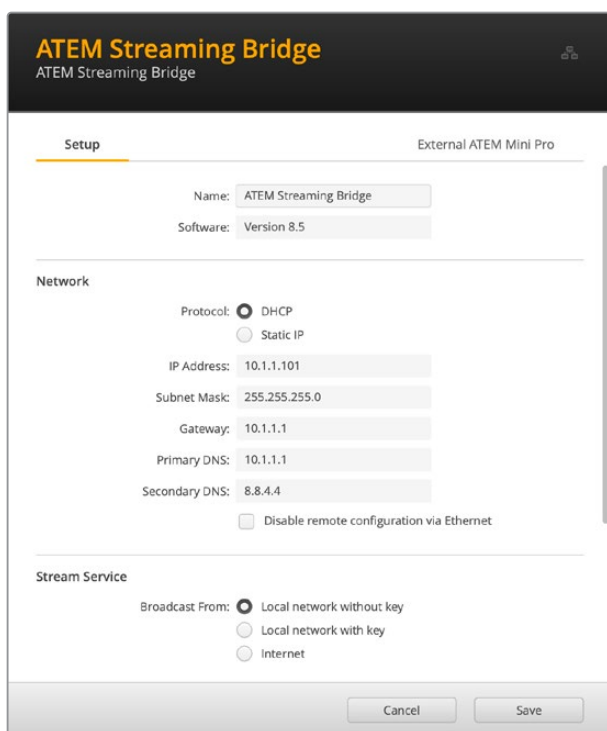 ATEM Streaming Bridge
ATEM Streaming Bridge
Setup
External ATEM Mini Pro
Name: ATEM Streaming Bridge
Software: Version 8.5
Network
Protocol: DHCP
Static IP
IP Address: 10.1.1.101
Subnet Mask: 255.255.255.0
Gateway: 10.1.1.1
Primary DNS: 10.1.1.1
Secondary DNS: 8.8.4.4
Disable remote configuration via Ethernet
Stream Service
Broadcast From: Local network without key
Local network with key
Internet
Cancel
Save